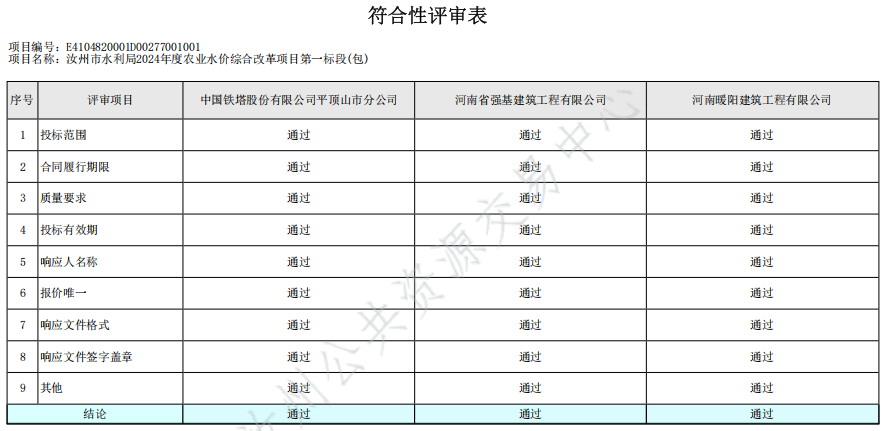 符合性评审表
项目编号: E4104820001D00277001001
项目名称: 汝州市水利局2024年度农业水价综合改革项目第一标段(包)
序号 评审项目 中国铁塔股份有限公司平顶山市分公司 河南省强基建筑工程有限公司 河南暖阳建筑工程有限公司
1 投标范围 通过 通过 通过
2 合同履行期限 通过 通过 通过
3 质量要求 通过 通过 通过
4 投标有效期 通过 通过 通过
5 响应人名称 通过 通过 通过
6 报价唯一 通过 通过 通过
7 响应文件格式 通过 通过 通过
8 响应文件签字盖章 通过 通过 通过
9 其他 通过 通过 通过
结论 通过 通过 通过
汝州公共资源交易中心